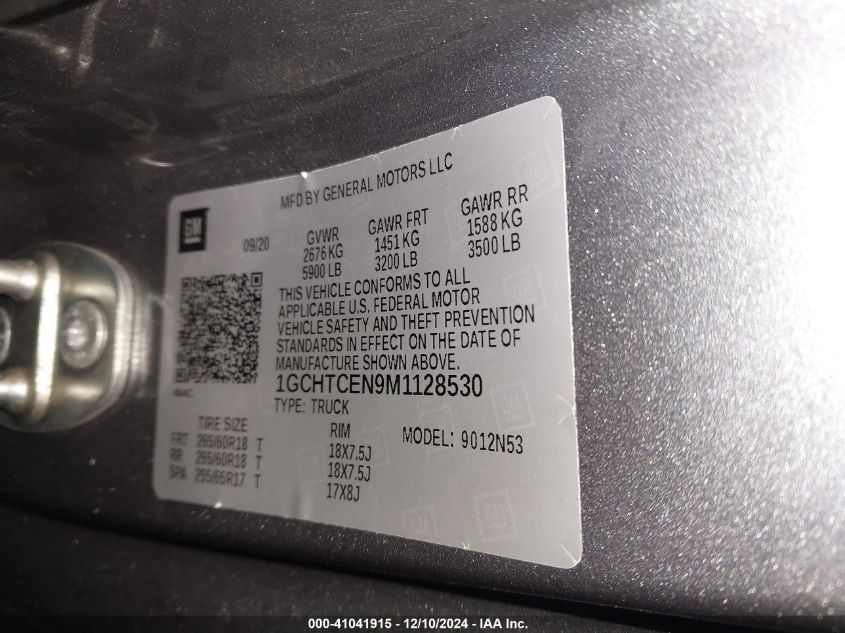 MFD BY GENERAL MOTORS LLC
GM
09/20
GVWR GAWR FRT GAWR RR
2676 KG 1451 KG 1588 KG
5900 LB 3200 LB 3500 LB
THIS VEHICLE CONFORMS TO ALL
APPLICABLE U.S. FEDERAL MOTOR
VEHICLE SAFETY AND THEFT PREVENTION
STANDARDS IN EFFECT ON THE DATE OF
MANUFACTURE SHOWN ABOVE.
1GCHTCEN9M1128530
TYPE: TRUCK
MODEL: 9012N53
TIRE SIZE RIM
FRT 265/60R18 T 18X7.5J
RR 265/60R18 T 18X7.5J
SPA 255/65R17 T 17X8J
000-41041915 - 12/10/2024 - IAA Inc.